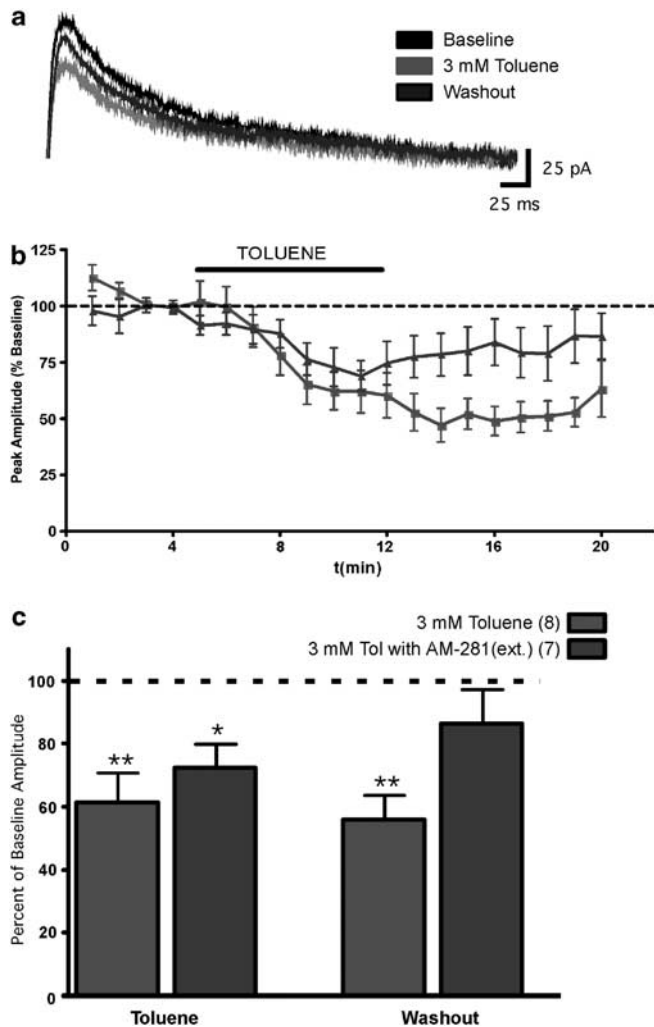 a
Baseline
3 mM Toluene
Washout
25 pA
25 ms
b
TOLUENE
Peak Amplitude (% Baseline)
125
100
75
50
25
0
0 4 8 12 16 20
t(min)
c
3 mM Toluene (8)
3 mM Tol with AM-281(ext.) (7)
Percent of Baseline Amplitude
100
80
60
40
20
0
** * **
Toluene Washout